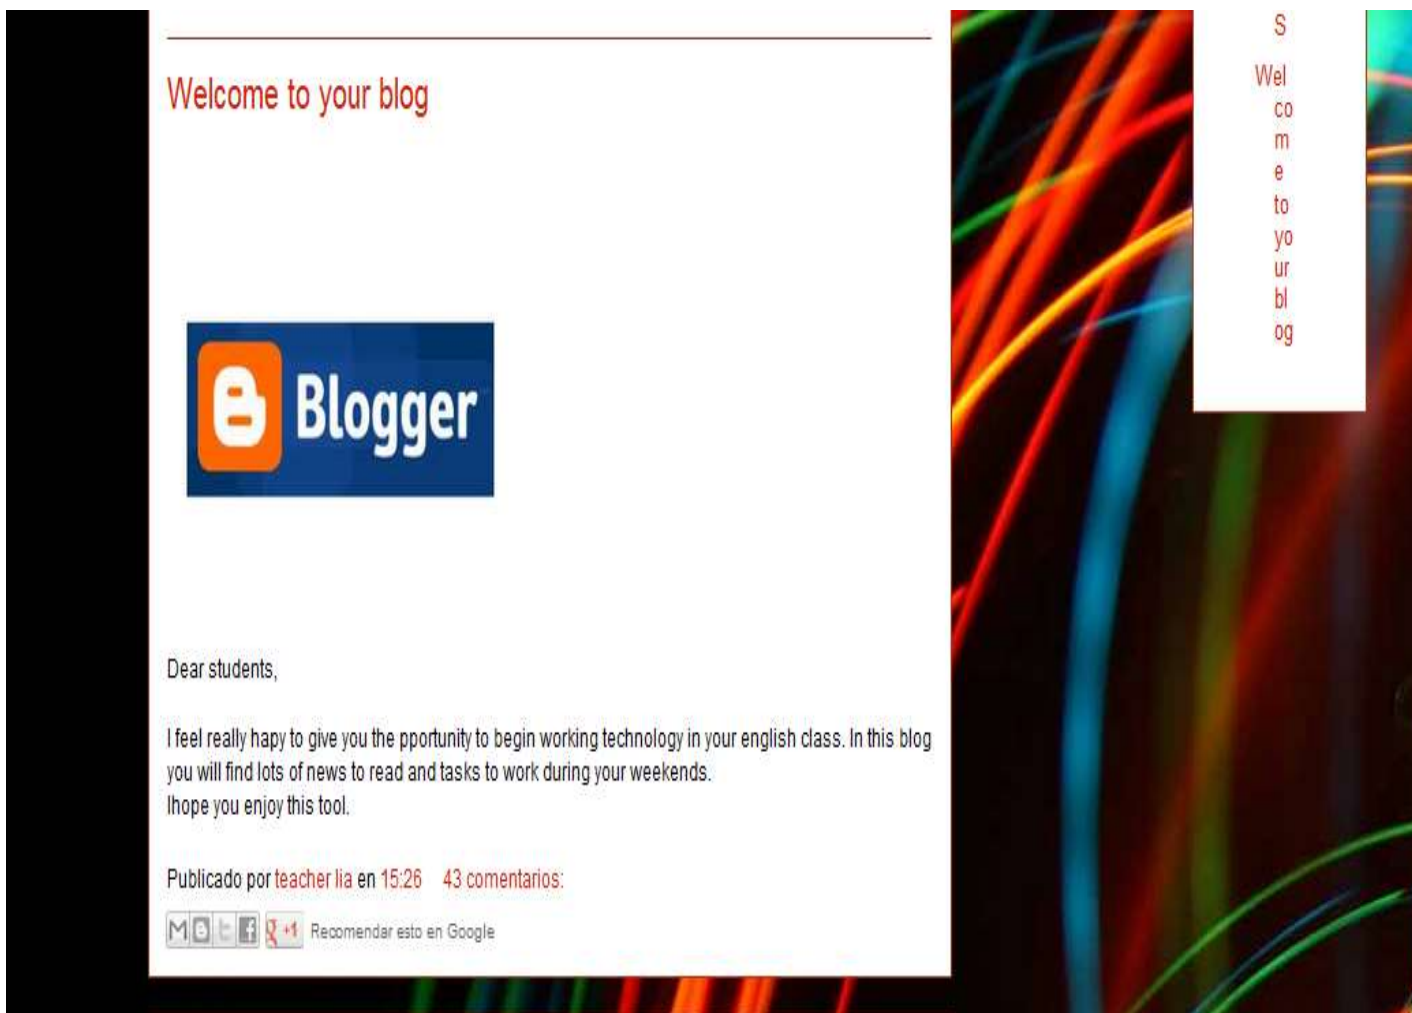 Welcome to your blog
Blogger
Dear students,
I feel really hapy to give you the pportunity to begin working technology in your english class. In this blog
you will find lots of news to read and tasks to work during your weekends.
Ihope you enjoy this tool.
Publicado por teacher lia en 15:26 43 comentarios:
+1 Recomendar esto en Google
S
Wel
co
m
e
to
yo
ur
bl
og